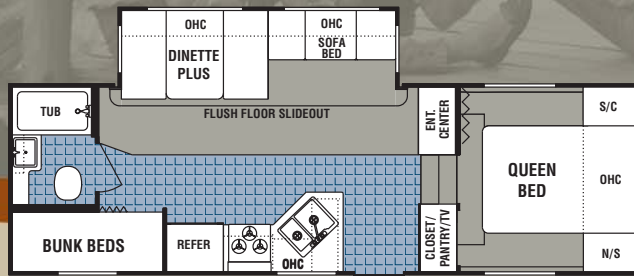 OHC
OHC
DINETTE
PLUS
SOFA
BED
TUB
FLUSH FLOOR SLIDEOUT
ENT.
CENTER
S/C
QUEEN
BED
OHC
BUNK BEDS
REFER
OHC
CLOSET/
PANTRY/TV
N/S